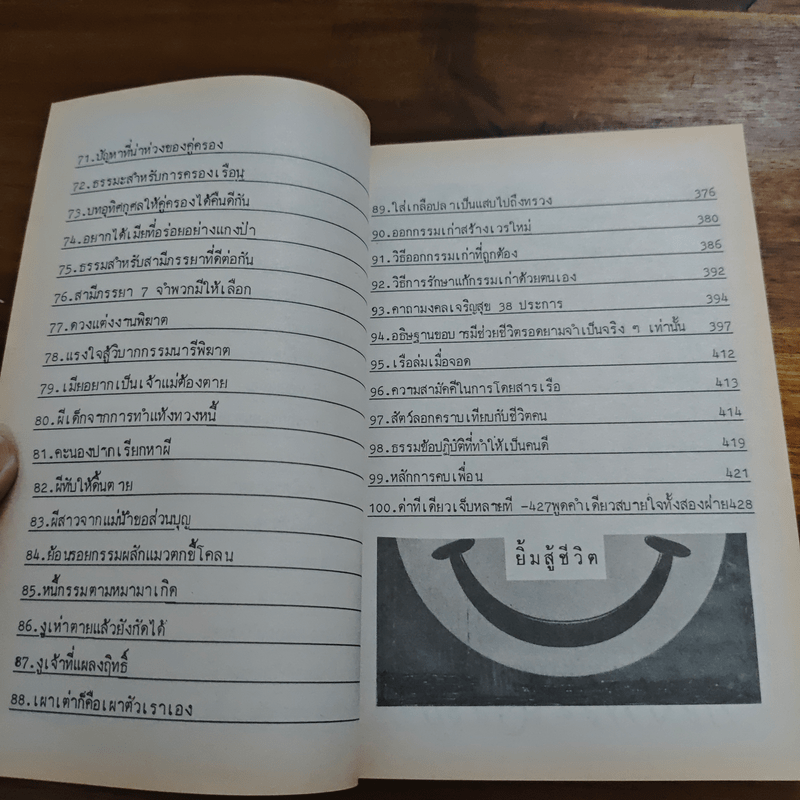 71.ปัญหาที่น่าห่วงของคู่ครอง
72.ธรรมะสำหรับการครองเรือน
73.บทอุทิศกุศลให้คู่ครองได้คืนดีกัน
74.อยากได้เมียที่อร่อยอย่างแกงป่า
75.ธรรมสำหรับสามีภรรยาที่ดีต่อกัน
76.สามีภรรยา 7 จำพวกมีให้เลือก
77.ดวงแต่งงานพิฆาต
78.แรงใจสู้วิบากกรรมนารีพิฆาต
79.เมียอยากเป็นเจ้าแม่ต้องตาย
80.ผีเด็กจากการทำแท้งทวงหนี้
81.คะนองปากเรียกหาผี
82.ผีทับให้ดิ้นตาย
83.ผีสาวจากแม่น้ำขอส่วนบุญ
84.ย้อนรอยกรรมผลักแมวตกขี้โคลน
85.หนี้กรรมตามหมามาเกิด
86.งูเห่าตายแล้วยังกัดได้
87.งูเจ้าที่แผลงฤทธิ์
88.เผาเต่าก็คือเผาตัวเราเอง
89.ใส่เกลือปลาเป็นแสบไปถึงทรวง 376
90.ออกกรรมเก่าสร้างเวรใหม่ 380
91.วิธีออกกรรมเก่าที่ถูกต้อง 386
92.วิธีการรักษาแก้กรรมเก่าด้วยตนเอง 392
93.คาถามงคลเจริญสุข 38 ประการ 394
94.อธิษฐานขอบารมีช่วยชีวิตรอดยามจำเป็นจริง ๆ เท่านั้น 397
95.เรือล่มเมื่อจอด 412
96.ความสามัคคีในการโดยสารเรือ 413
97.สัตว์ลอกคราบเทียบกับชีวิตคน 414
98.ธรรมข้อปฏิบัติที่ทำให้เป็นคนดี 419
99.หลักการคบเพื่อน 421
100.ด่าทีเดียวเจ็บหลายที -427พูดคำเดียวสบายใจทั้งสองฝ่าย428
ยิ้มสู้ชีวิต